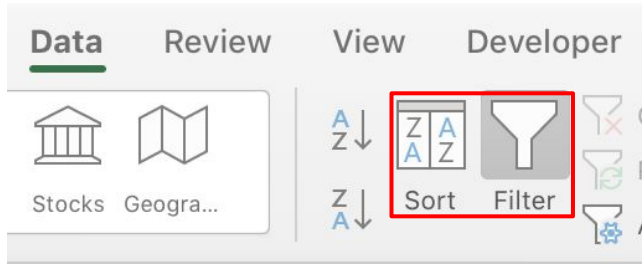 Data Review View Developer
A
Z
Z A
A Z
Stocks Geogra... Sort Filter
Z
A